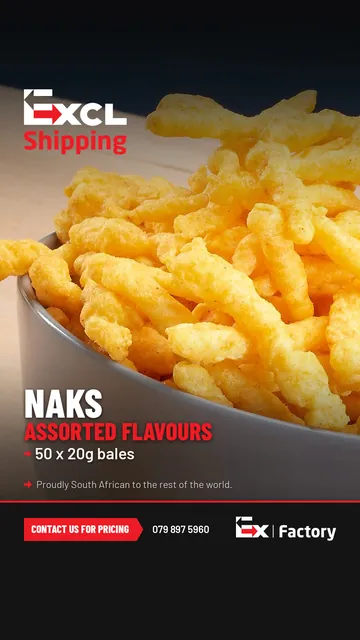 EXCL
Shipping
NAKS
ASSORTED FLAVOURS
50 x 20g bales
Proudly South African to the rest of the world.
CONTACT US FOR PRICING 079 897 5960 Ex | Factory